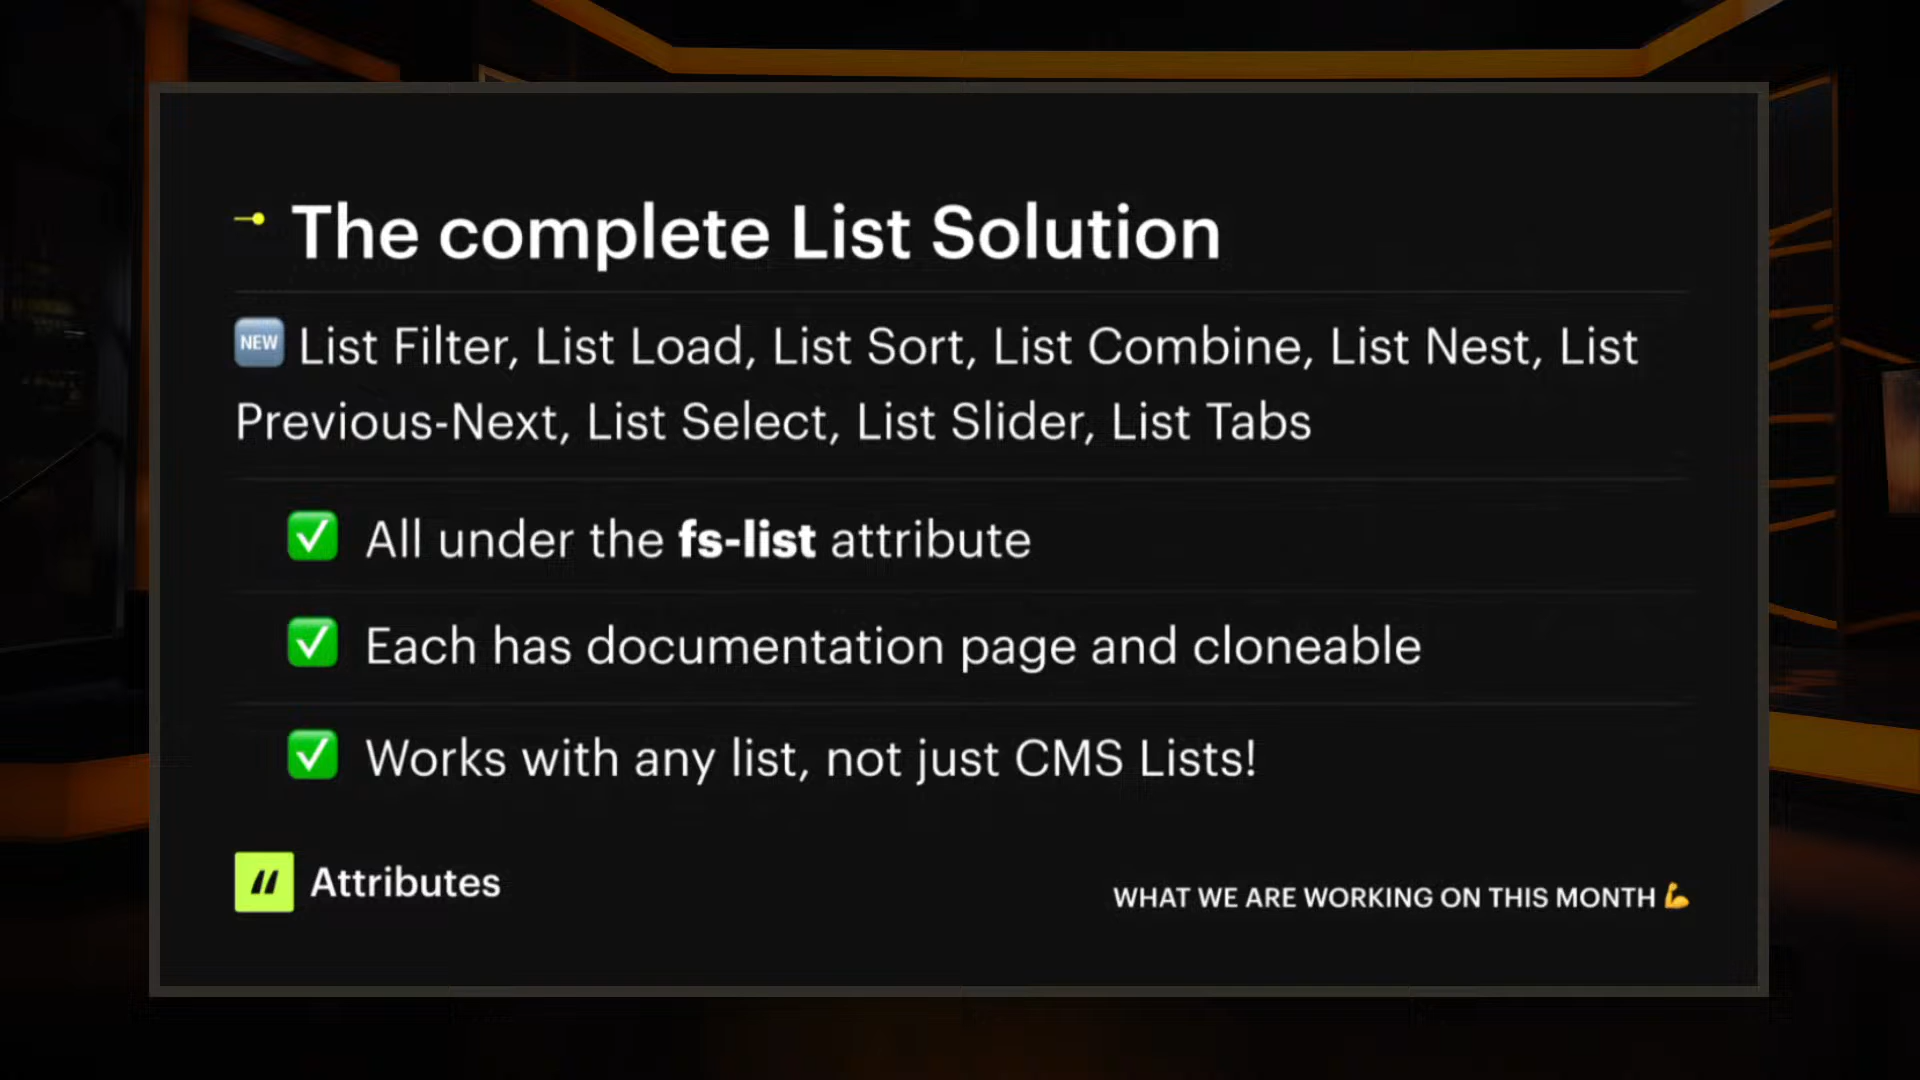 The complete List Solution
🆕 List Filter, List Load, List Sort, List Combine, List Nest, List
Previous-Next, List Select, List Slider, List Tabs
✅ All under the fs-list attribute
✅ Each has documentation page and cloneable
✅ Works with any list, not just CMS Lists!
Attributes
WHAT WE ARE WORKING ON THIS MONTH 💪